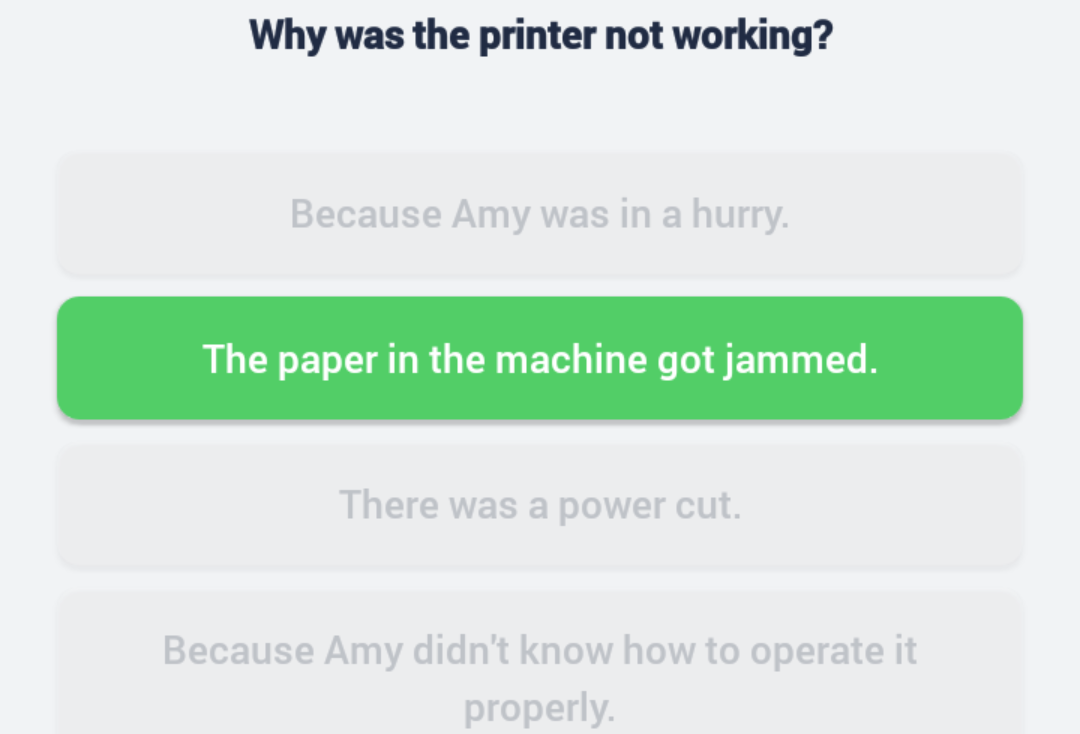 Why was the printer not working?
Because Amy was in a hurry.
The paper in the machine got jammed.
There was a power cut.
Because Amy didn't know how to operate it
properly.